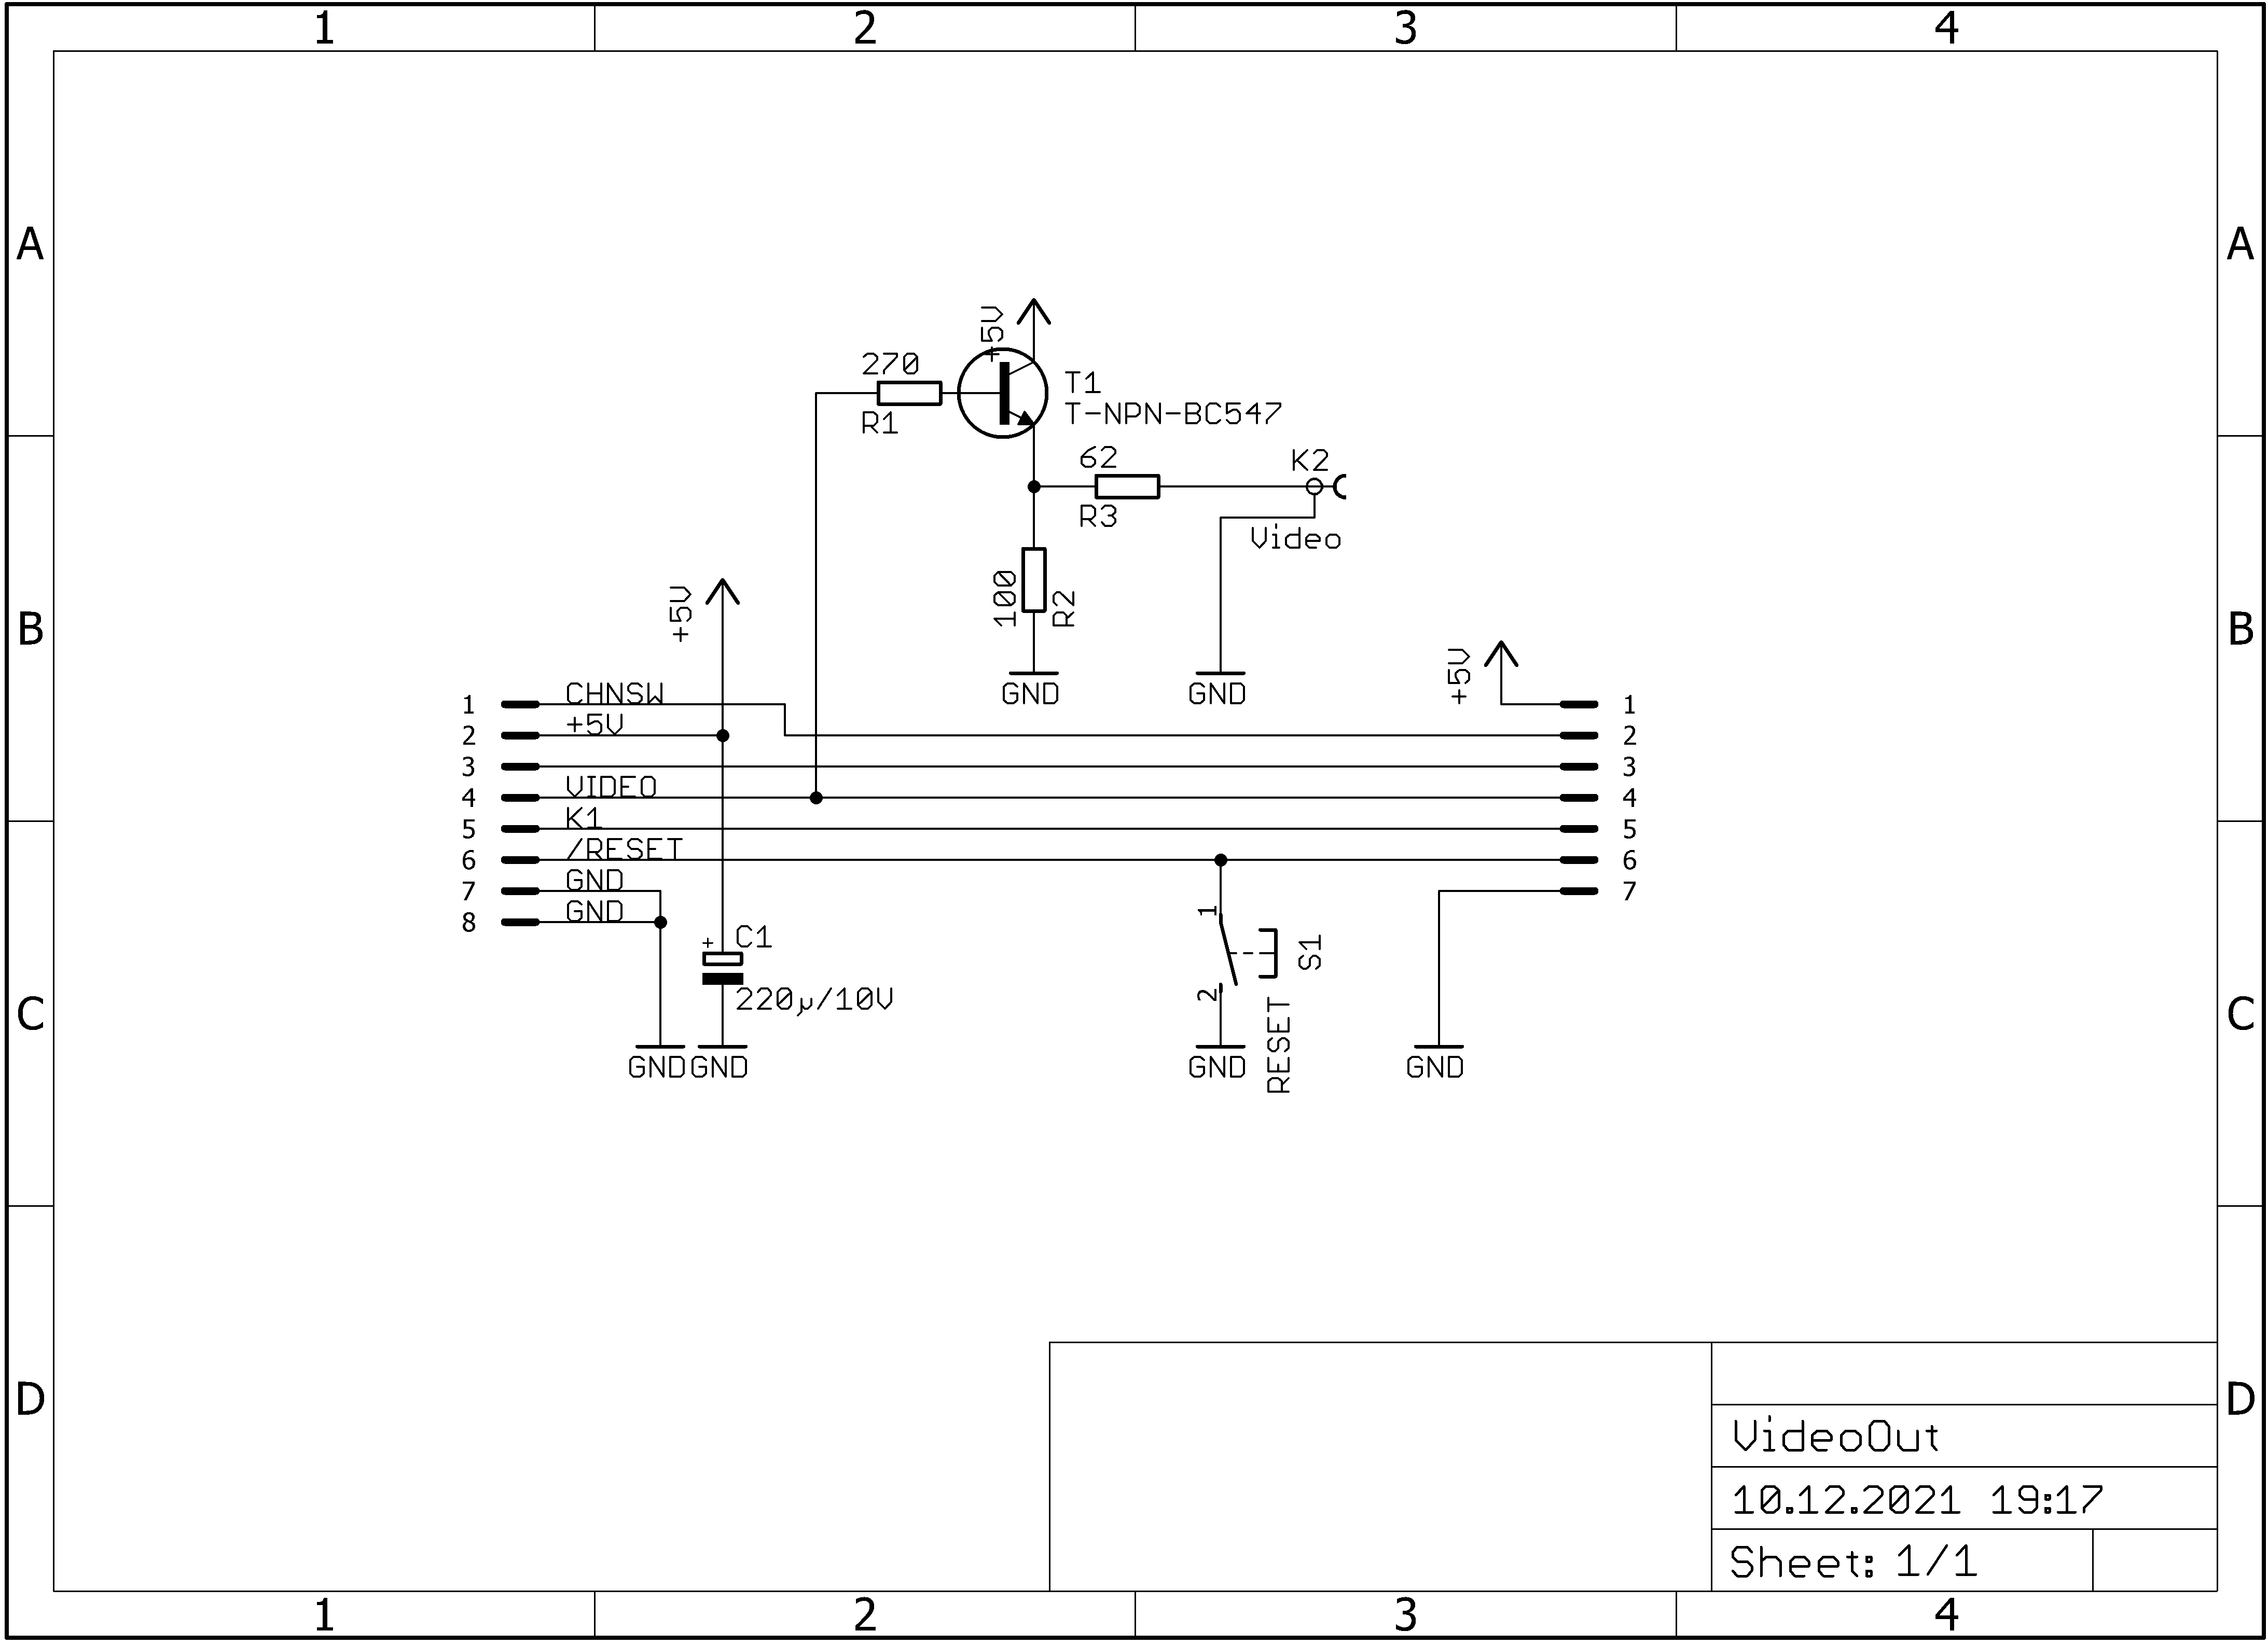 1 2 3 4
A A
+5V
270
R1
T1
T-NPN-BC547
62
R3
K2
Video
100
R2
GND GND
+5V
+5V
B B
1 CHNSW 1
2 +5V 2
3 3
4 VIDEO 4
5 K1 5
6 /RESET 6
7 GND 7
8 GND
+ C1
220µ/10V
1
2
S1
RESET
GND GND GND GND
C C
D D
VideoOut
10.12.2021 19:17
Sheet: 1/1
1 2 3 4